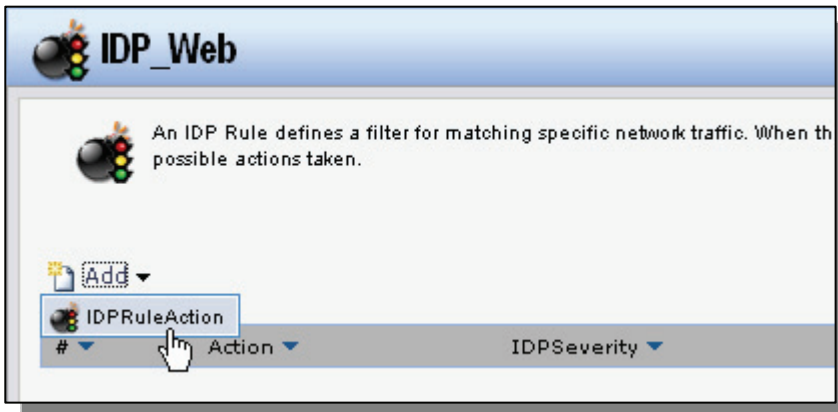 IDP_Web
An IDP Rule defines a filter for matching specific network traffic. When th
possible actions taken.
Add
IDPRuleAction
# Action IDPSeverity